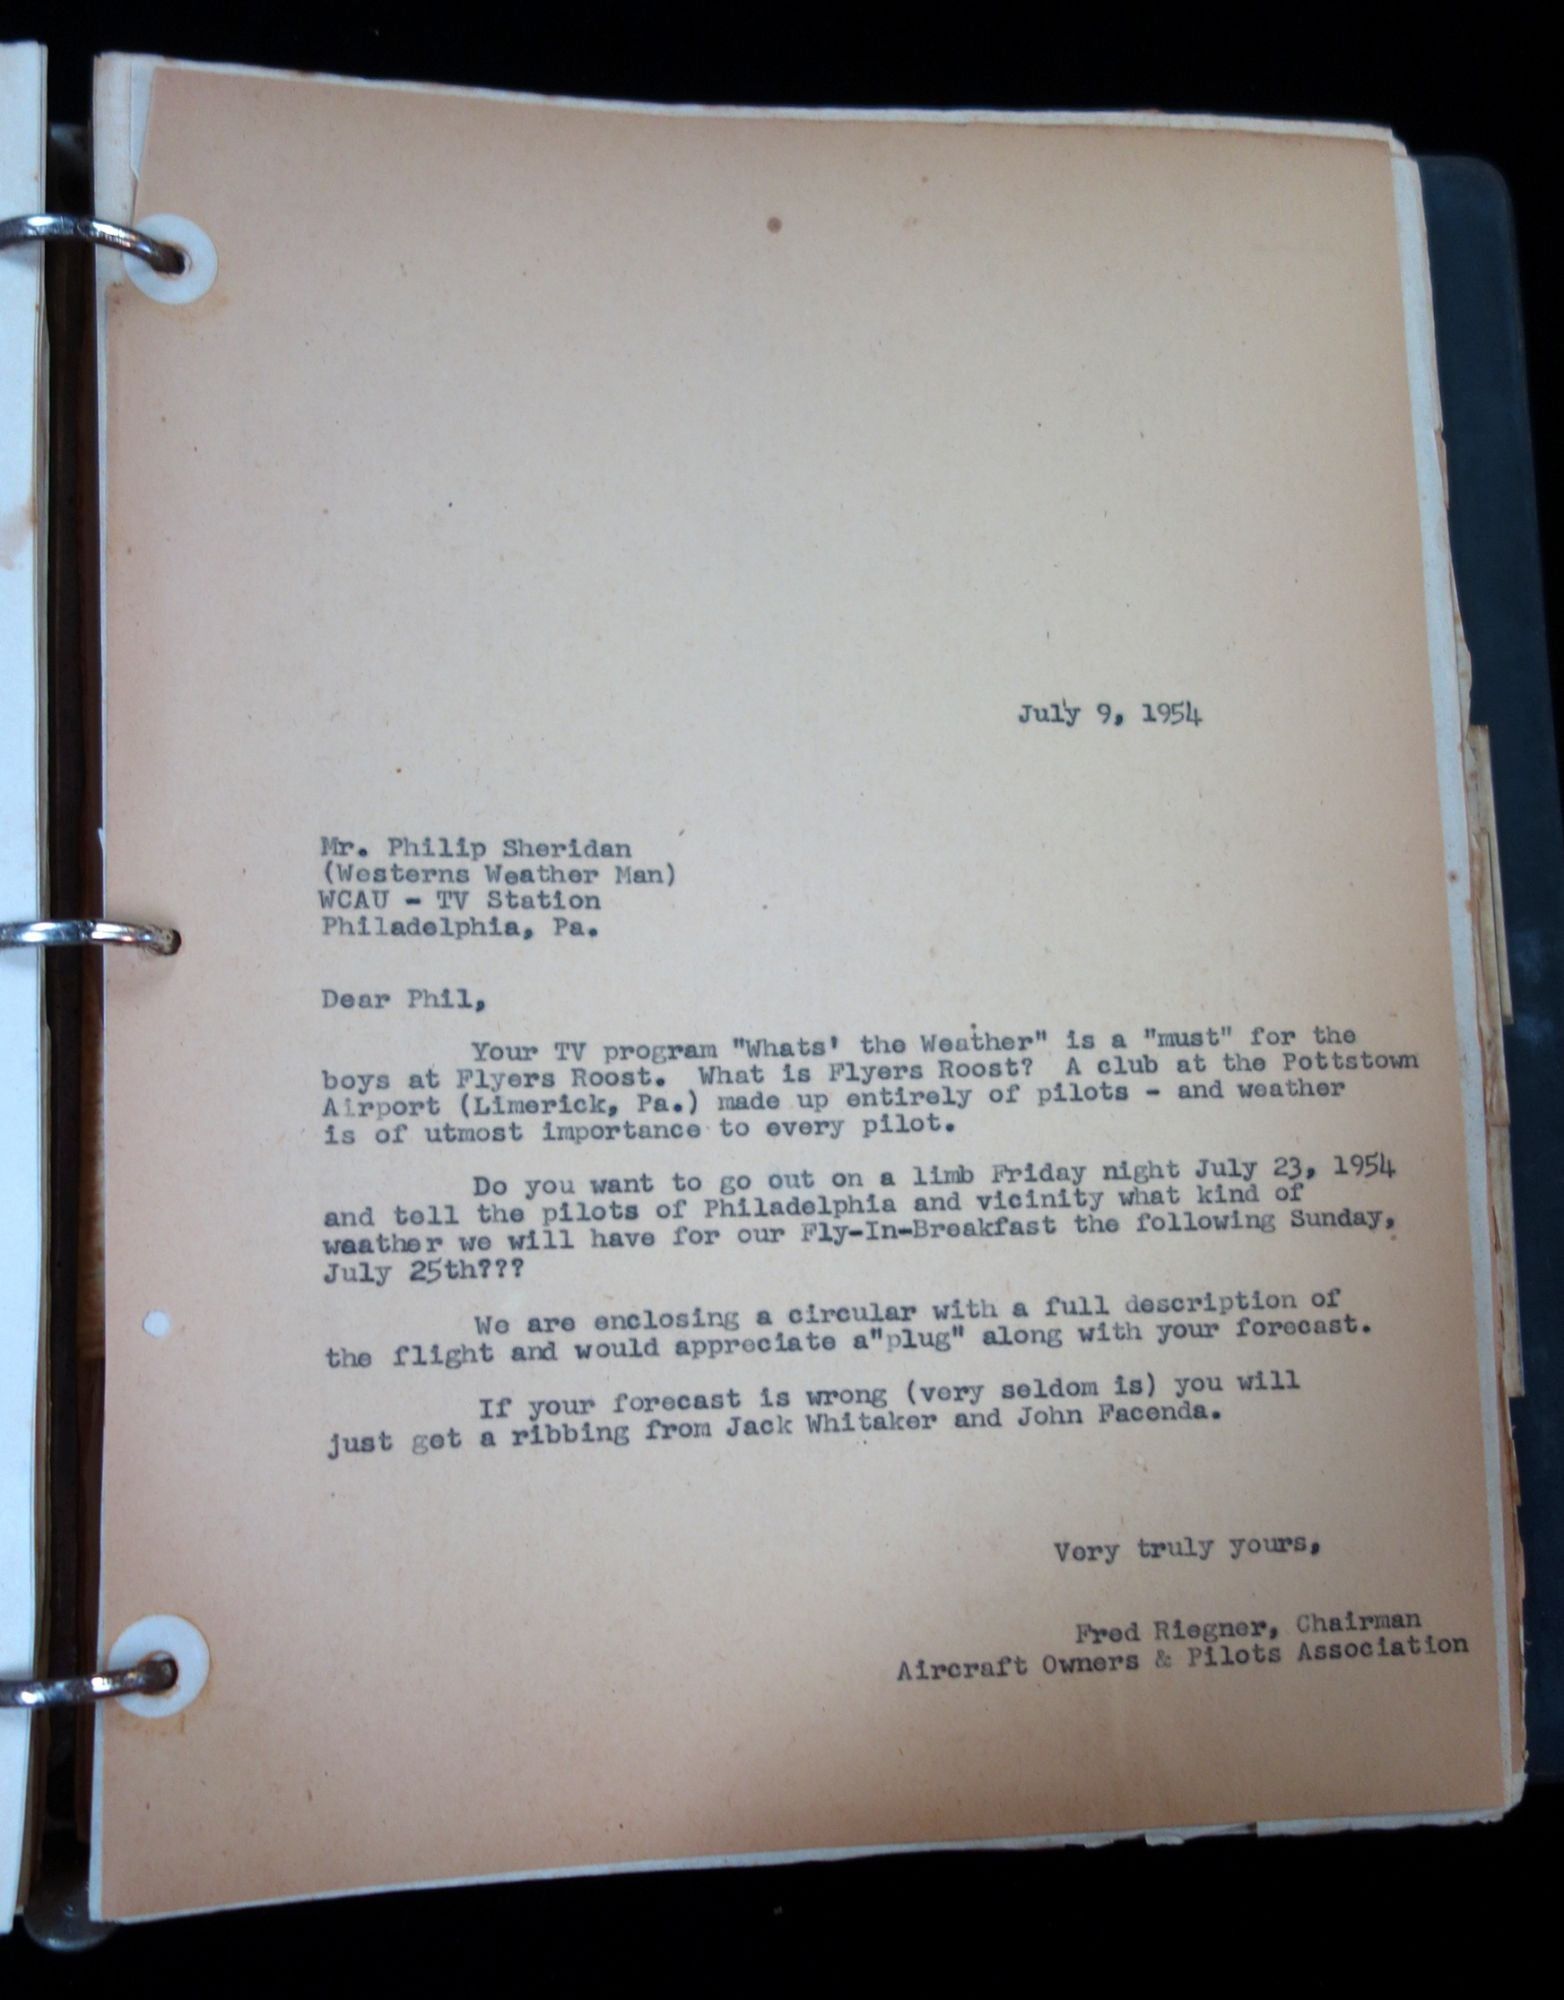 July 9, 1954
Mr. Philip Sheridan
(Westerns Weather Man)
WCAU - TV Station
Philadelphia, Pa.
Dear Phil,
Your TV program "Whats' the Weather" is a "must" for the
boys at Flyers Roost. What is Flyers Roost? A club at the Pottstown
Airport (Limerick, Pa.) made up entirely of pilots - and weather
is of utmost importance to every pilot.
Do you want to go out on a limb Friday night July 23, 1954
and tell the pilots of Philadelphia and vicinity what kind of
weather we will have for our Fly-In-Breakfast the following Sunday,
July 25th???
We are enclosing a circular with a full description of
the flight and would appreciate a"plug" along with your forecast.
If your forecast is wrong (very seldom is) you will
just get a ribbing from Jack Whitaker and John Facenda.
Very truly yours,
Fred Riegner, Chairman
Aircraft Owners & Pilots Association